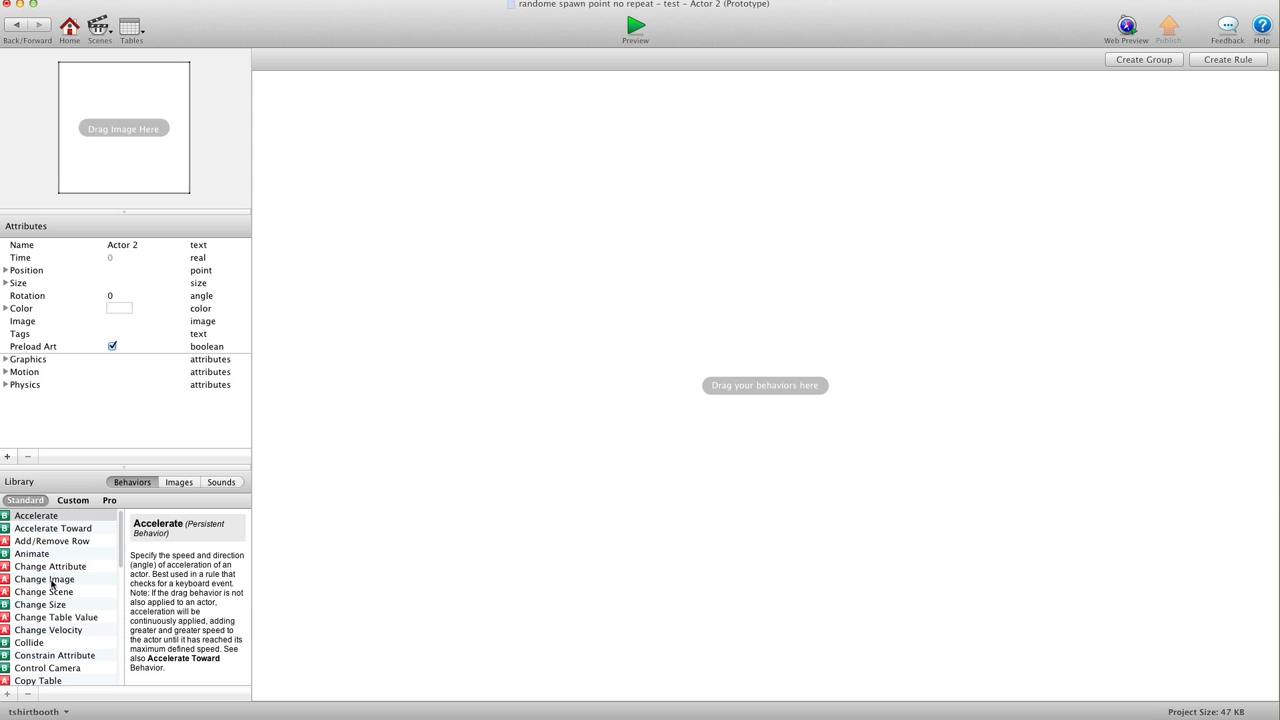 randome spawn point no repeat - test - Actor 2 (Prototype)
Back/Forward Home Scenes Tables Preview Web Preview Publish Feedback Help
Create Group Create Rule
Drag Image Here
Attributes
Name Actor 2 text
Time 0 real
Position point
Size size
Rotation 0 angle
Color color
Image image
Tags text
Preload Art boolean
Graphics attributes
Motion attributes
Physics attributes
Drag your behaviors here
+ -
Library Behaviors Images Sounds
Standard Custom Pro
B Accelerate
B Accelerate Toward
A Add/Remove Row
B Animate
A Change Attribute
A Change Image
A Change Scene
B Change Size
A Change Table Value
A Change Velocity
B Collide
B Constrain Attribute
B Control Camera
A Copy Table
Accelerate (Persistent
Behavior)
Specify the speed and direction
(angle) of acceleration of an
actor. Best used in a rule that
checks for a keyboard event.
Note: If the drag behavior is not
also applied to an actor,
acceleration will be
continuously applied, adding
greater and greater speed to
the actor until it has reached its
maximum defined speed. See
also Accelerate Toward
Behavior.
+ -
tshirtbooth
Project Size: 47 KB